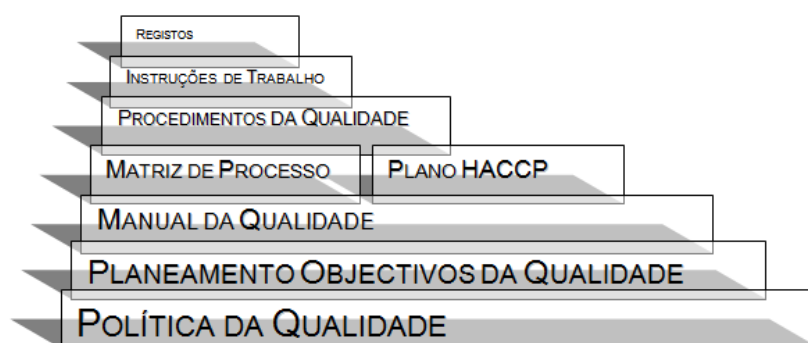 REGISTOS
INSTRUÇÕES DE TRABALHO
PROCEDIMENTOS DA QUALIDADE
MATRIZ DE PROCESSO
PLANO HACCP
MANUAL DA QUALIDADE
PLANEAMENTO OBJECTIVOS DA QUALIDADE
POLÍTICA DA QUALIDADE